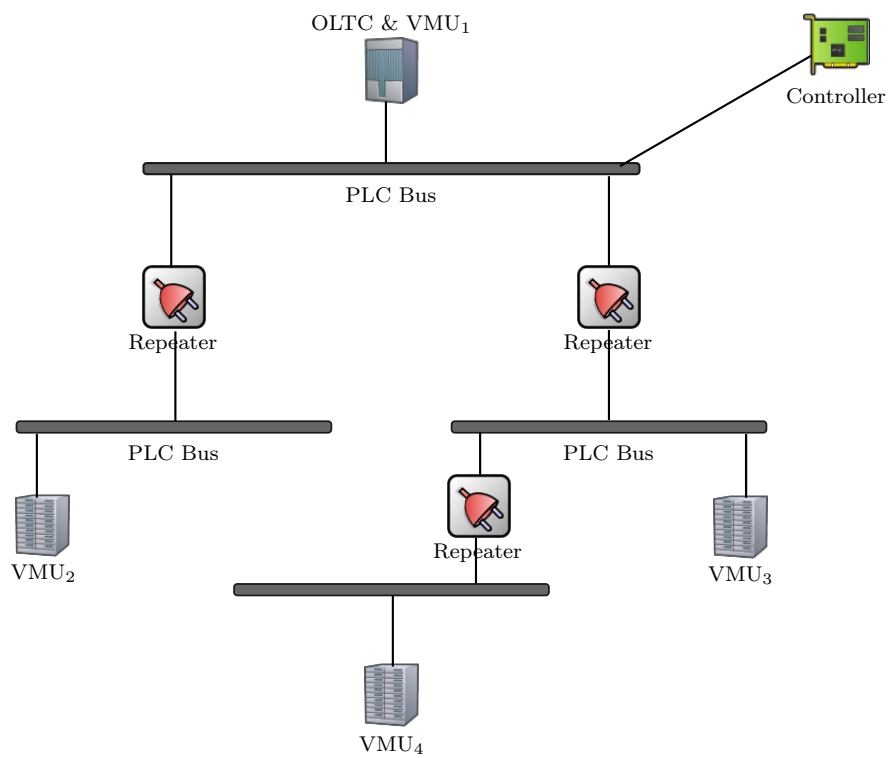 OLTC & VMU₁
Controller
PLC Bus
Repeater
Repeater
PLC Bus
PLC Bus
Repeater
VMU₂
VMU₃
VMU₄